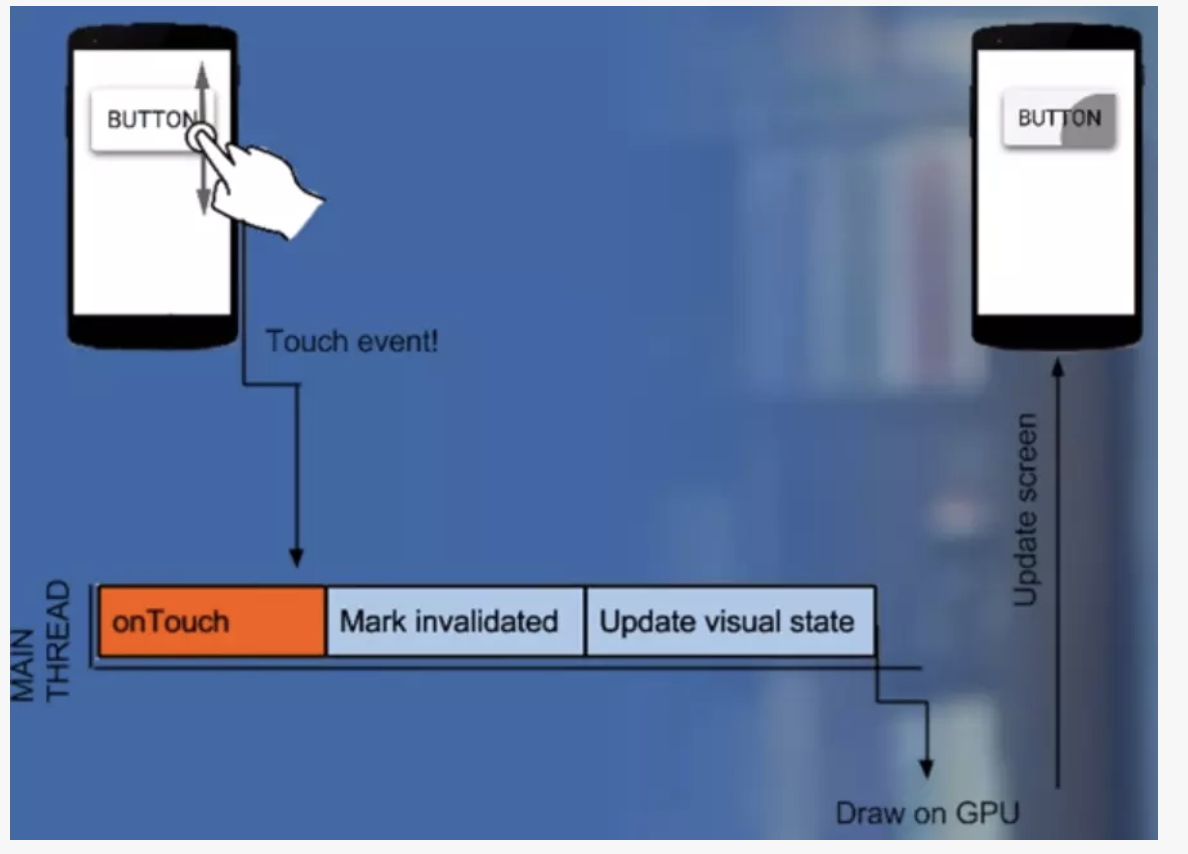 BUTTON
BUTTON
Touch event!
Update screen
MAIN
THREAD
onTouch
Mark invalidated
Update visual state
Draw on GPU